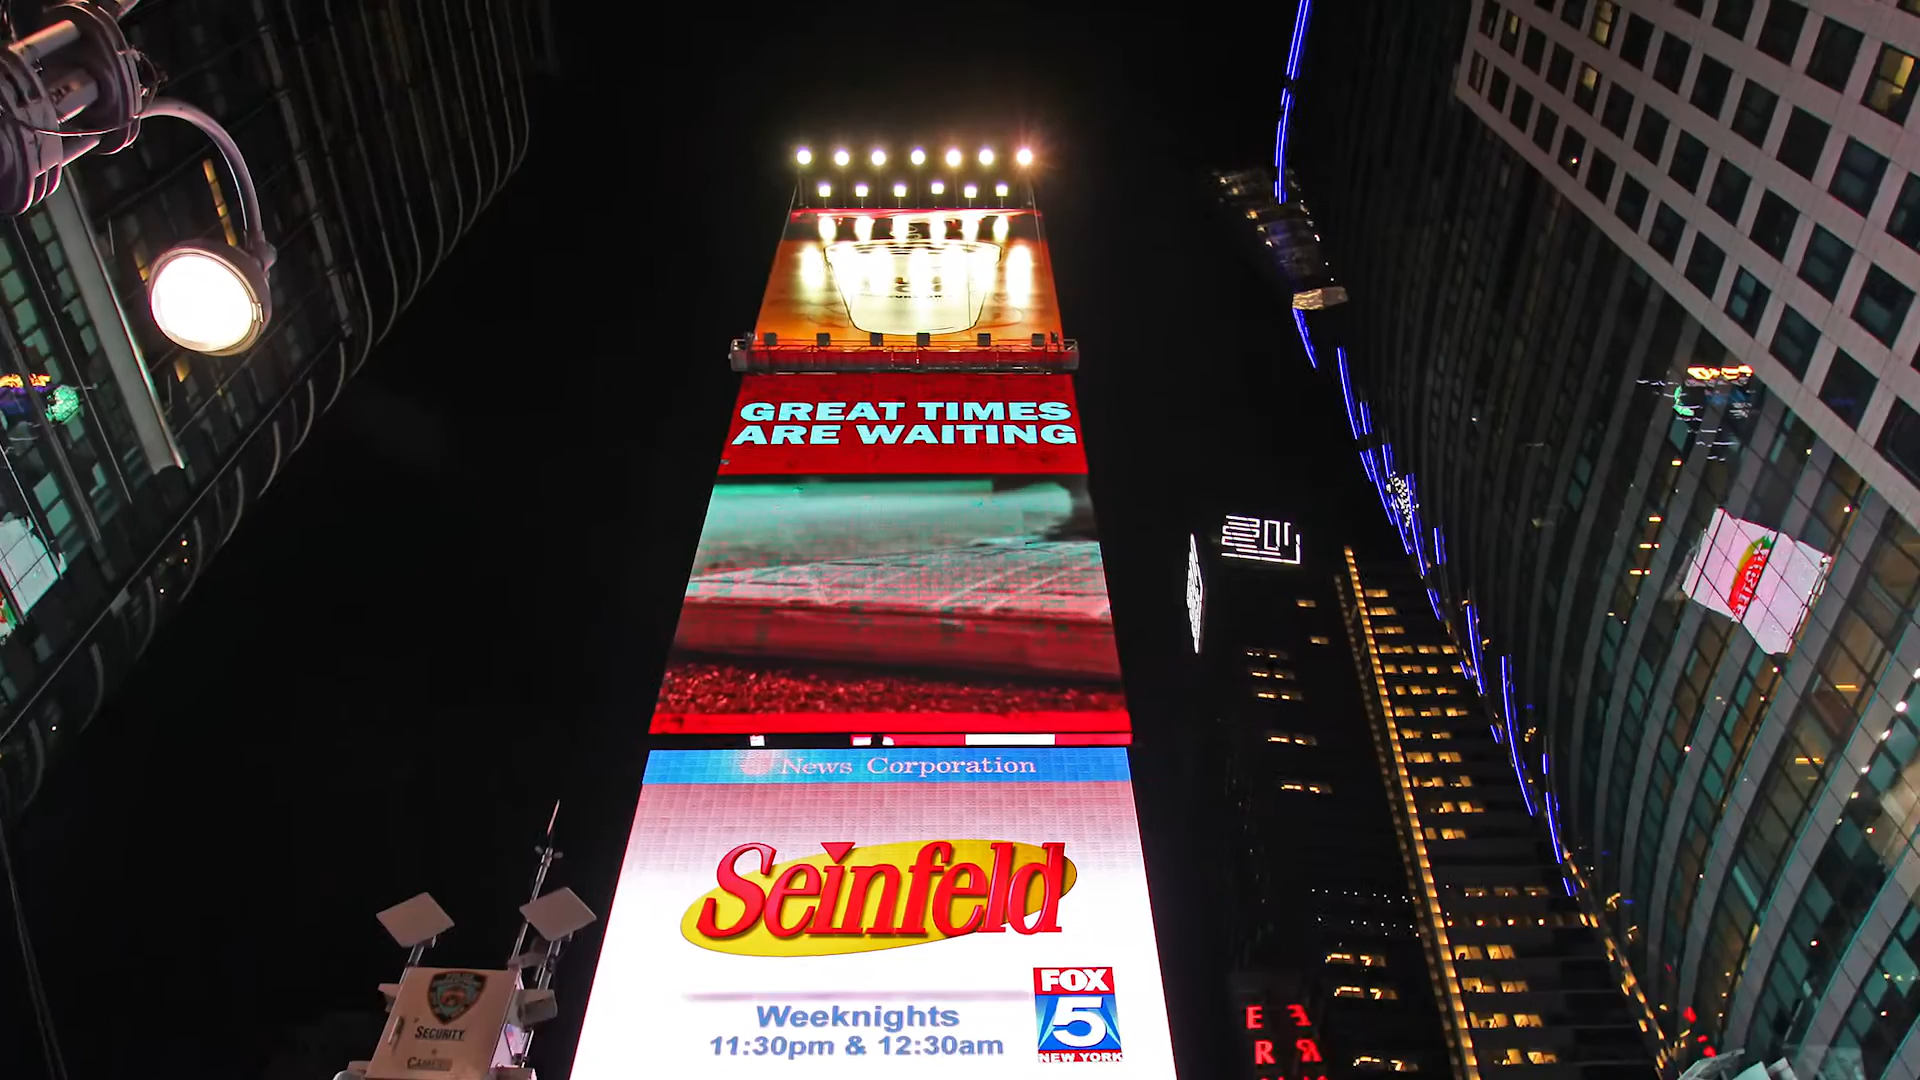 GREAT TIMES
ARE WAITING
News Corporation
Seinfeld
FOX
5
NEW YORK
Weeknights
11:30pm & 12:30am
SECURITY
E
R